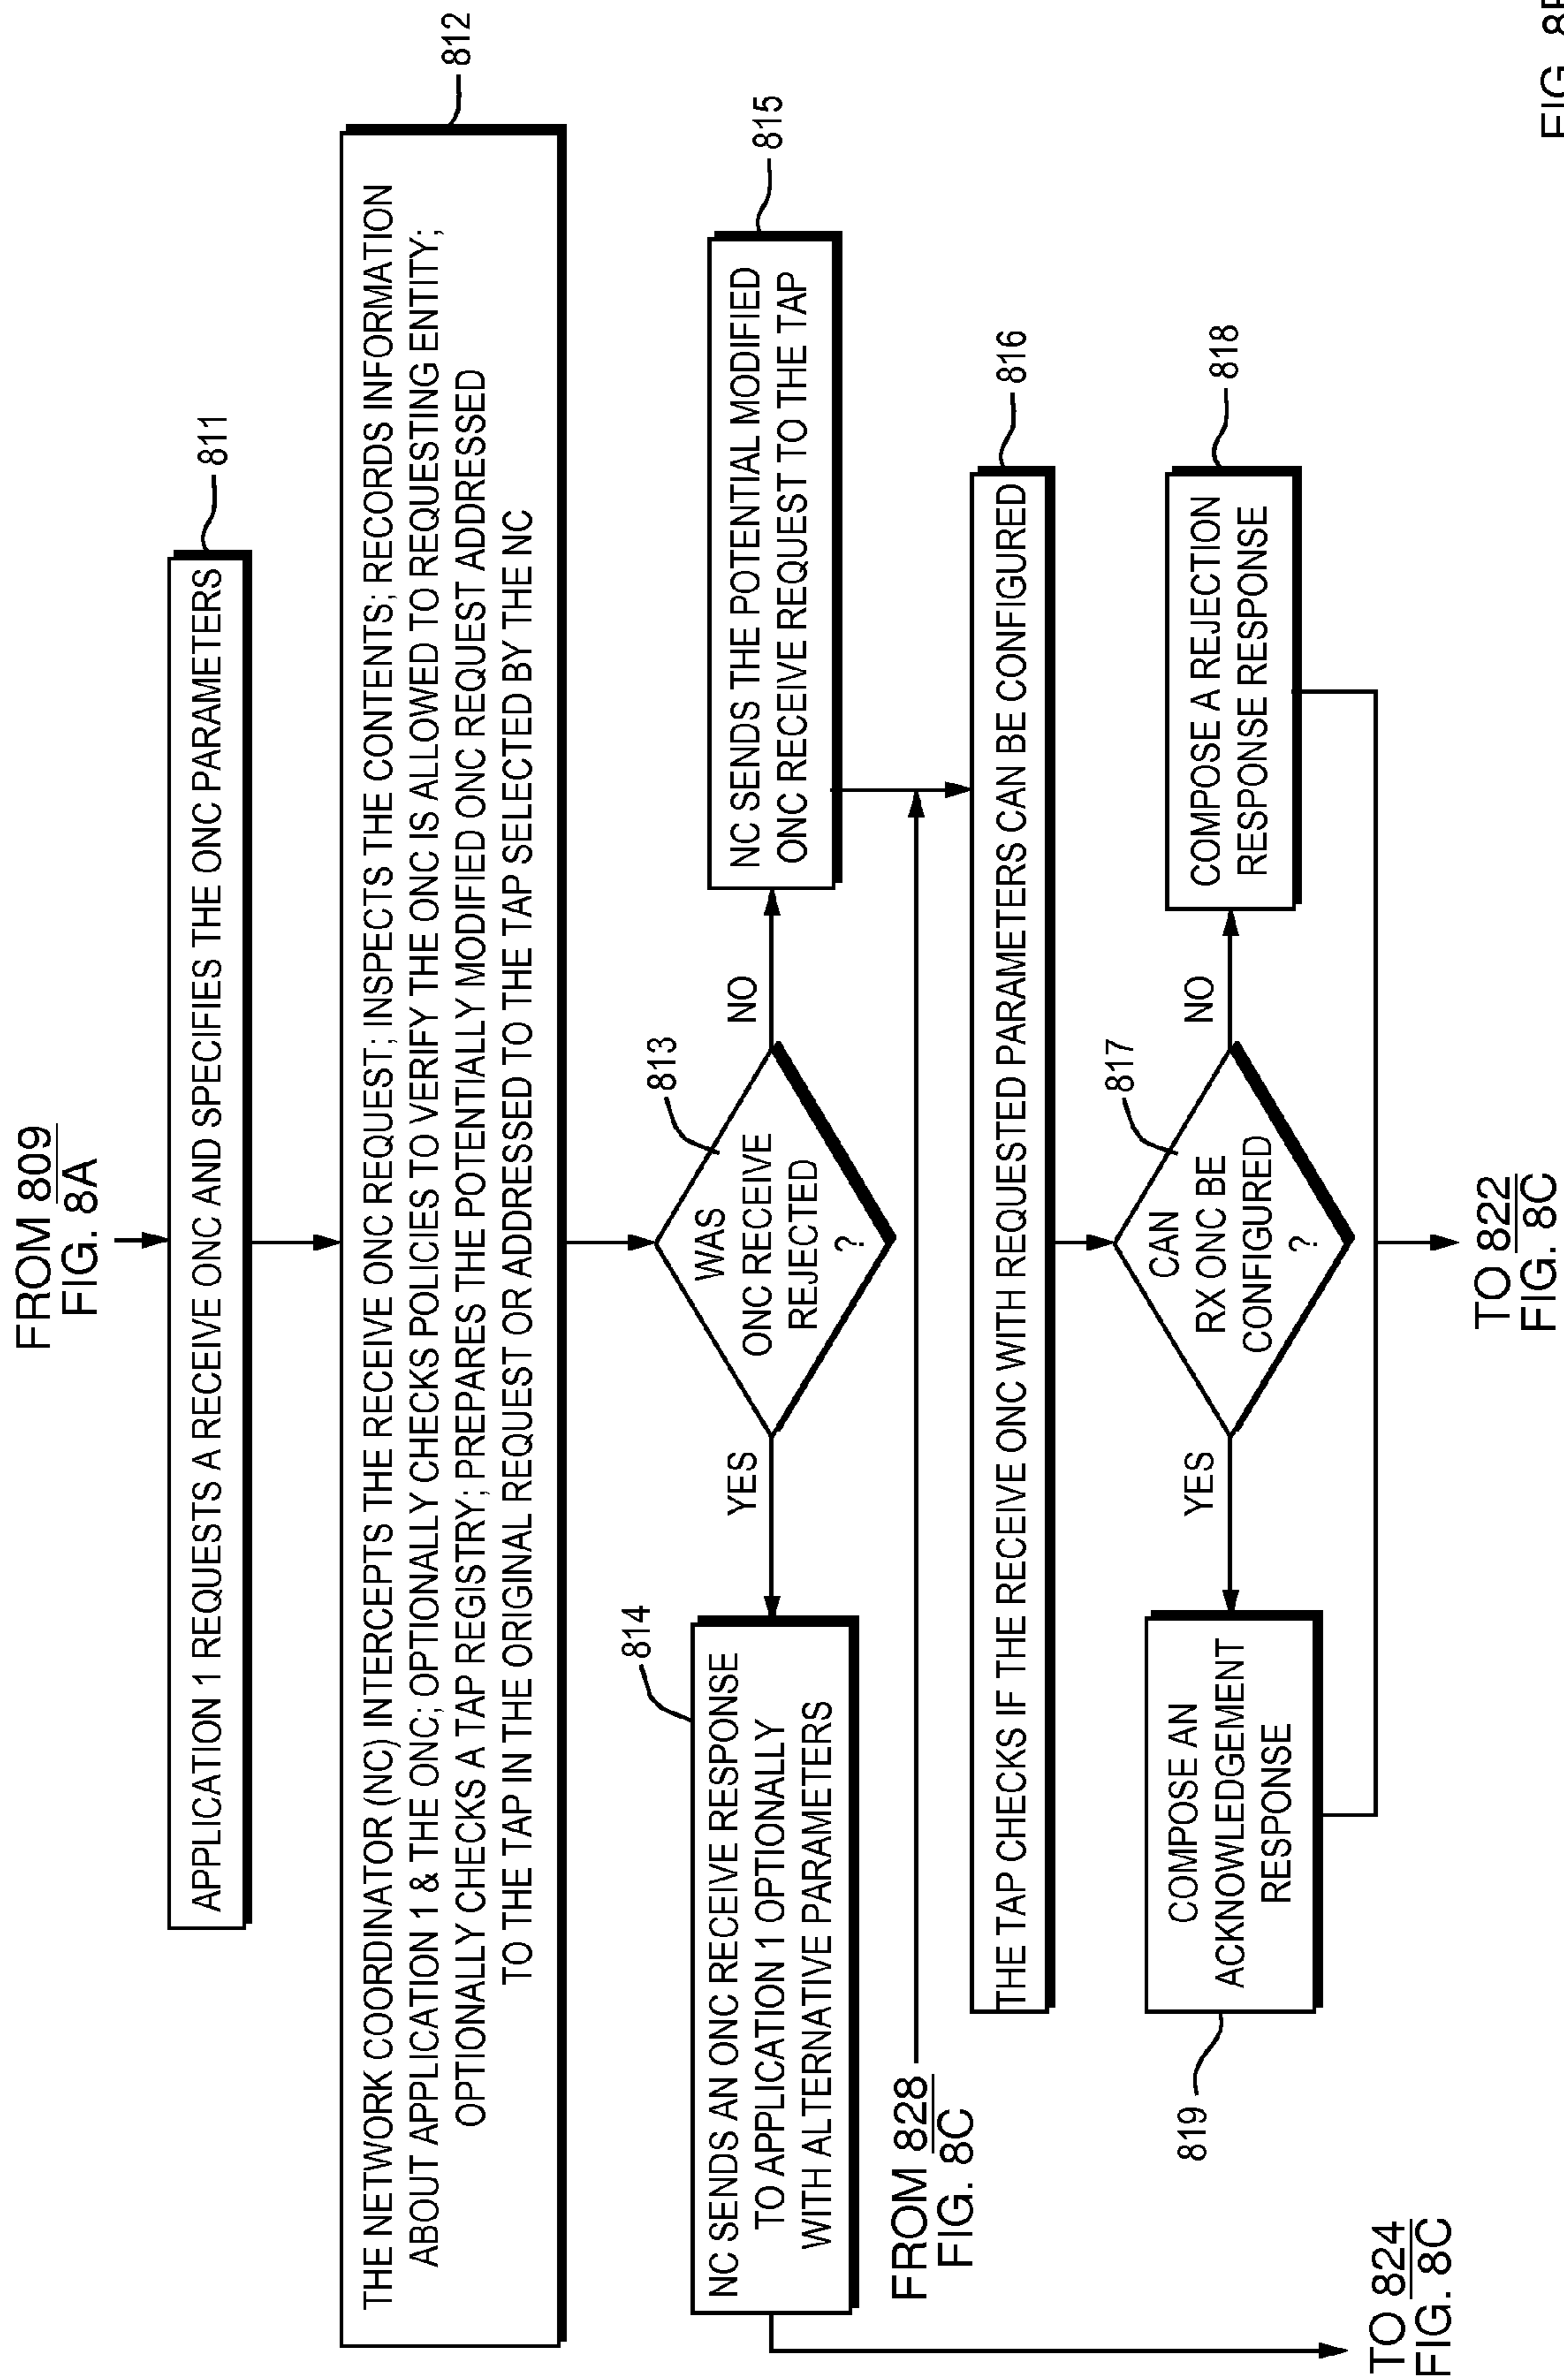 FROM 809
FIG. 8A
APPLICATION 1 REQUESTS A RECEIVE ONC AND SPECIFIES THE ONC PARAMETERS
811
THE NETWORK COORDINATOR (NC) INTERCEPTS THE RECEIVE ONC REQUEST; INSPECTS THE CONTENTS; RECORDS INFORMATION
ABOUT APPLICATION 1 & THE ONC; OPTIONALLY CHECKS POLICIES TO VERIFY THE ONC IS ALLOWED TO REQUESTING ENTITY;
OPTIONALLY CHECKS A TAP REGISTRY; PREPARES THE POTENTIALLY MODIFIED ONC REQUEST ADDRESSED
TO THE TAP IN THE ORIGINAL REQUEST OR ADDRESSED TO THE TAP SELECTED BY THE NC
812
WAS
ONC RECEIVE
REJECTED
?
813
YES
NO
814
NC SENDS AN ONC RECEIVE RESPONSE
TO APPLICATION 1 OPTIONALLY
WITH ALTERNATIVE PARAMETERS
NC SENDS THE POTENTIAL MODIFIED
ONC RECEIVE REQUEST TO THE TAP
815
FROM 828
FIG. 8C
THE TAP CHECKS IF THE RECEIVE ONC WITH REQUESTED PARAMETERS CAN BE CONFIGURED
816
CAN
RX ONC BE
CONFIGURED
?
817
YES
NO
COMPOSE AN
ACKNOWLEDGEMENT
RESPONSE
819
COMPOSE A REJECTION
RESPONSE RESPONSE
818
TO 824
FIG. 8C
TO 822
FIG. 8C